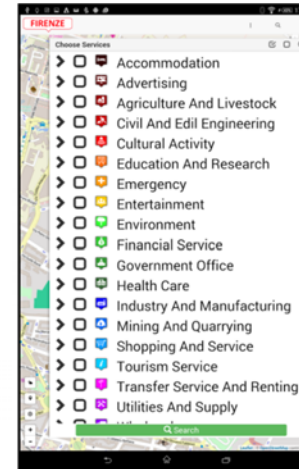 FIRENZE
Choose Services
Accommodation
Advertising
Agriculture And Livestock
Civil And Edil Engineering
Cultural Activity
Education And Research
Emergency
Entertainment
Environment
Financial Service
Government Office
Health Care
Industry And Manufacturing
Mining And Quarrying
Shopping And Service
Tourism Service
Transfer Service And Renting
Utilities And Supply
Search